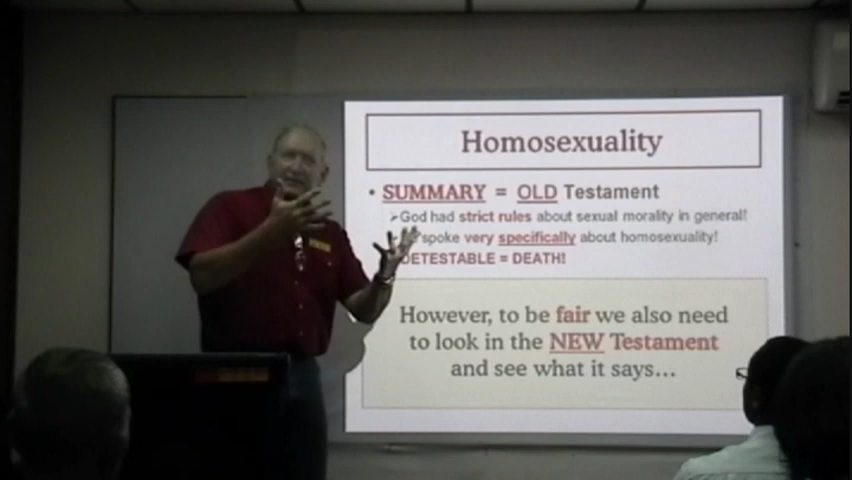 Homosexuality
• SUMMARY = OLD Testament
➢God had strict rules about sexual morality in general!
spoke very specifically about homosexuality!
DETESTABLE = DEATH!
However, to be fair we also need
to look in the NEW Testament
and see what it says...